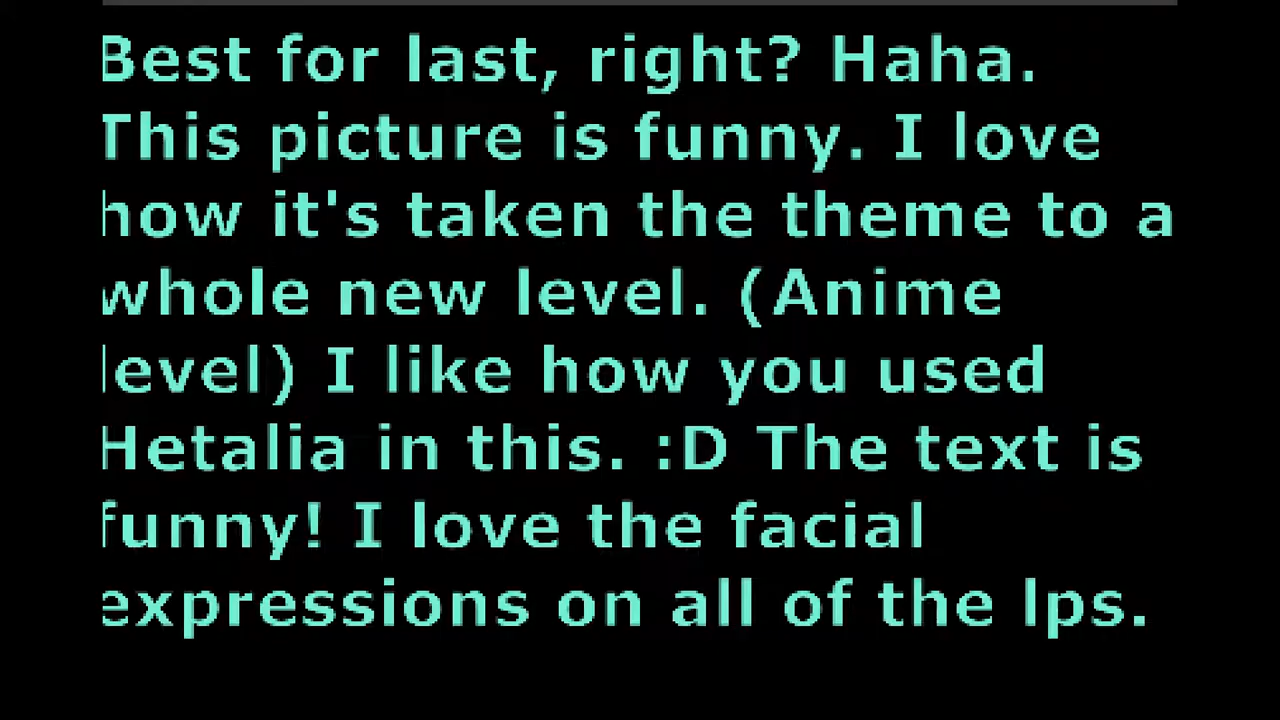 Best for last, right? Haha.
This picture is funny. I love
how it's taken the theme to a
whole new level. (Anime
level) I like how you used
Hetalia in this. :D The text is
funny! I love the facial
expressions on all of the lps.